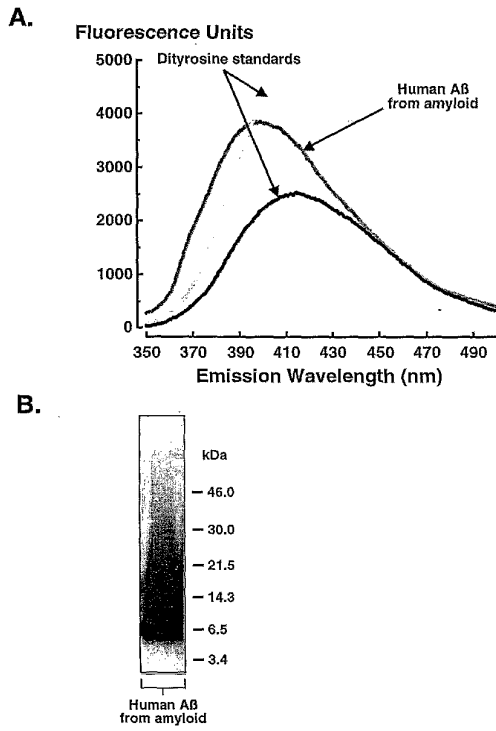 A.
Fluorescence Units
5000
4000
3000
2000
1000
0
Dityrosine standards
Human Aß
from amyloid
350 370 390 410 430 450 470 490
Emission Wavelength (nm)
B.
kDa
46.0
30.0
21.5
14.3
6.5
3.4
Human Aß
from amyloid